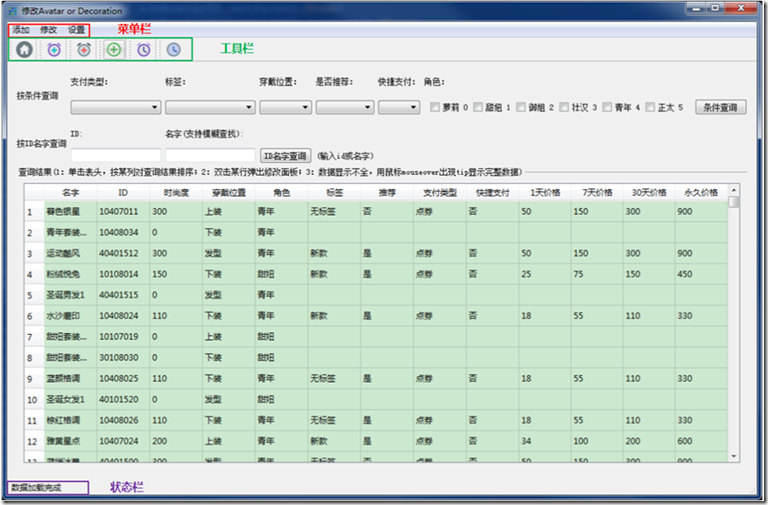 修改Avatar or Decoration
添加 修改 设置 菜单栏
工具栏
支付类型: 标签: 穿戴位置: 是否推荐: 快捷支付: 角色:
按条件查询 萝莉 0 甜妞 1 御姐 2 壮汉 3 青年 4 正太 5 条件查询
ID: 名字(支持模糊查找):
按ID名字查询 ID名字查询 (输入id或名字)
查询结果(1: 单击表头，按某列对查询结果排序; 2: 双击某行弹出修改面板; 3: 数据显示不全，用鼠标mouseover出现tip显示完整数据)
名字 ID 时尚度 穿戴位置 角色 标签 推荐 支付类型 快捷支付 1天价格 7天价格 30天价格 永久价格
1 暮色银星 10407011 300 上装 青年 无标签 否 点券 否 50 150 300 900
2 青年套装... 10408034 0 下装 青年
3 运动酷风 40401512 300 发型 青年 新款 是 点券 否 50 150 300 900
4 粉绒悦兔 10108014 150 下装 甜妞 新款 是 点券 否 25 75 150 450
5 圣诞男发1 40401515 0 发型 青年
6 水沙磨印 10408024 110 下装 青年 新款 是 点券 否 18 55 110 330
7 甜妞套装... 10107019 0 上装 甜妞
8 甜妞套装... 30108030 0 下装 甜妞
9 蓝颜格调 10408025 110 下装 青年 无标签 是 点券 否 18 55 110 330
10 圣诞女发1 40101520 0 发型 甜妞
11 棕红格调 10408026 110 下装 青年 无标签 是 点券 否 18 55 110 330
12 雅黄星点 10407024 200 上装 青年 新款 是 点券 否 34 100 200 600
13 40401500 300 发型 青年 无标签 否 点券 否 50 150 300 900
数据加载完成 状态栏